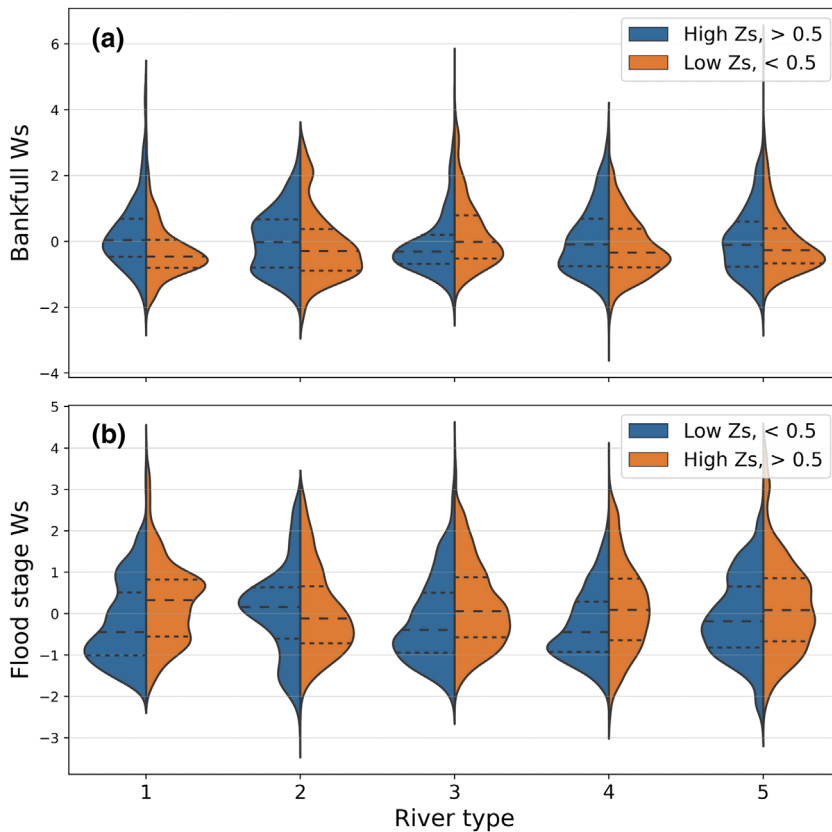 (a)
High Zs, > 0.5
Low Zs, < 0.5
6
4
2
0
−2
−4
Bankfull Ws
(b)
Low Zs, < 0.5
High Zs, > 0.5
5
4
3
2
1
0
−1
−2
−3
Flood stage Ws
1 2 3 4 5
River type